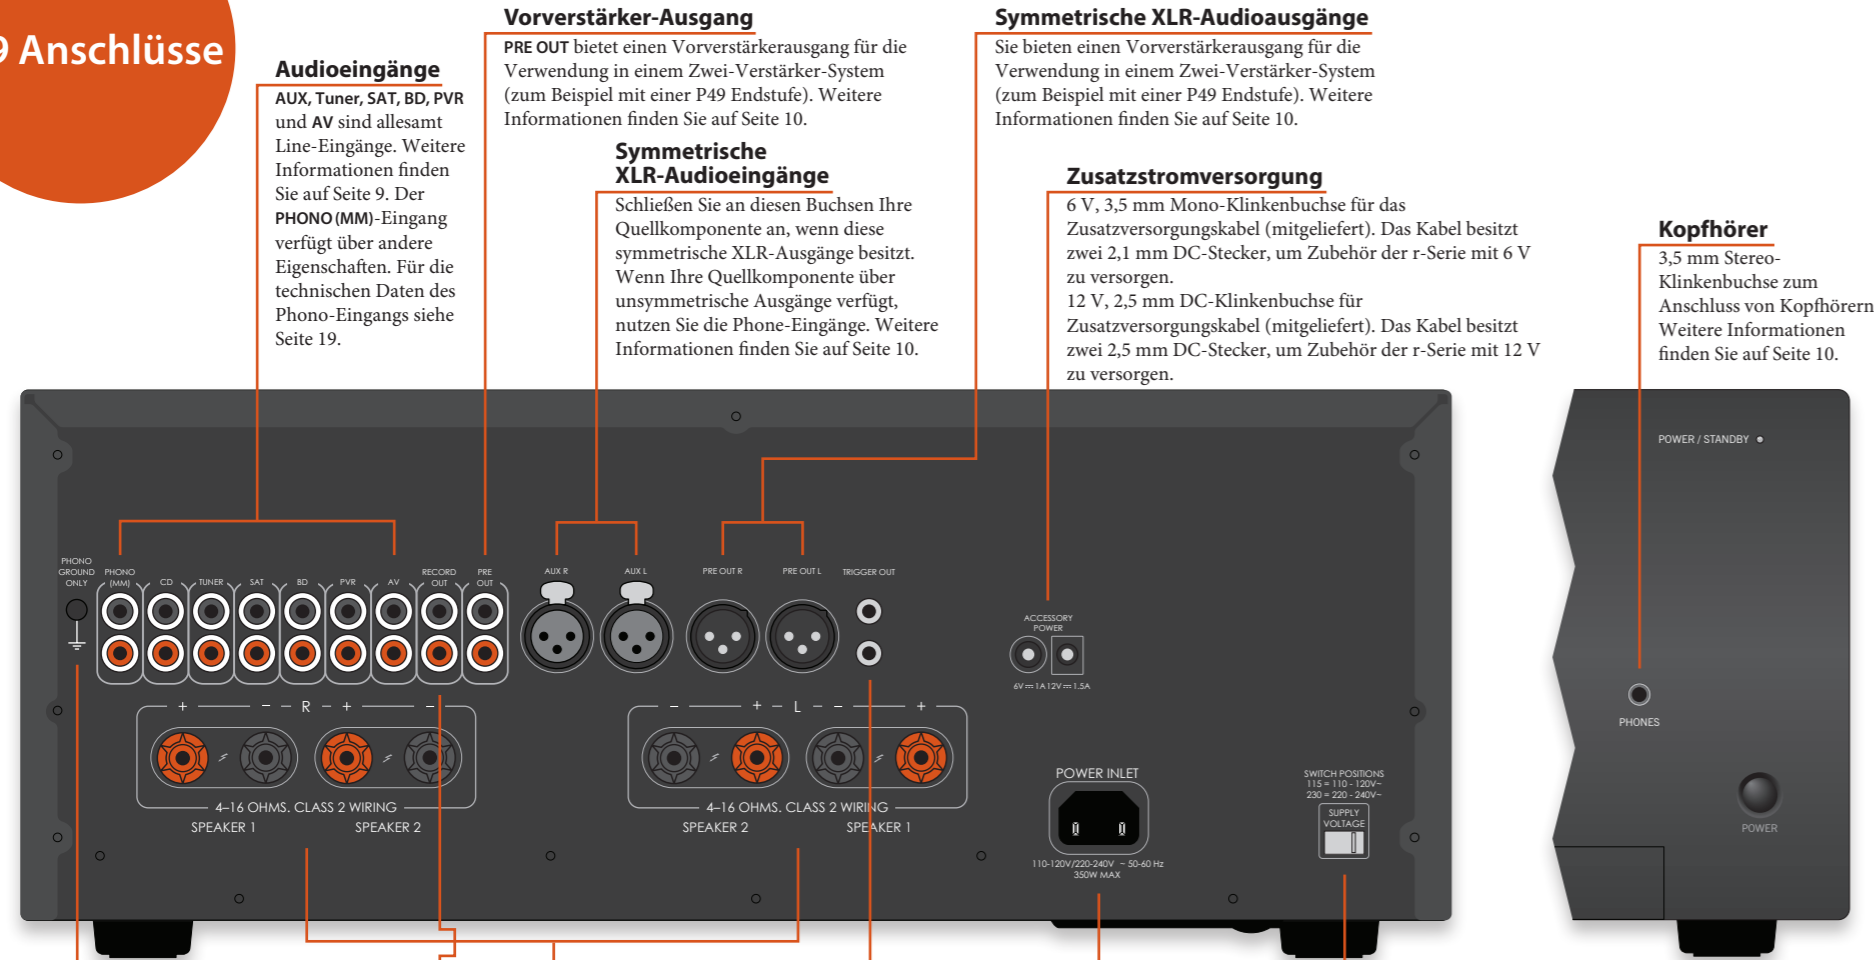 9 Anschlüsse
Audioeingänge
AUX, Tuner, SAT, BD, PVR
und AV sind allesamt
Line-Eingänge. Weitere
Informationen finden
Sie auf Seite 9. Der
PHONO (MM)-Eingang
verfügt über andere
Eigenschaften. Für die
technischen Daten des
Phono-Eingangs siehe
Seite 19.
Vorverstärker-Ausgang
PRE OUT bietet einen Vorverstärkerausgang für die
Verwendung in einem Zwei-Verstärker-System
(zum Beispiel mit einer P49 Endstufe). Weitere
Informationen finden Sie auf Seite 10.
Symmetrische
XLR-Audioeingänge
Schließen Sie an diesen Buchsen Ihre
Quellkomponente an, wenn diese
symmetrische XLR-Ausgänge besitzt.
Wenn Ihre Quellkomponente über
unsymmetrische Ausgänge verfügt,
nutzen Sie die Phone-Eingänge. Weitere
Informationen finden Sie auf Seite 10.
Symmetrische XLR-Audioausgänge
Sie bieten einen Vorverstärkerausgang für die
Verwendung in einem Zwei-Verstärker-System
(zum Beispiel mit einer P49 Endstufe). Weitere
Informationen finden Sie auf Seite 10.
Zusatzstromversorgung
6 V, 3,5 mm Mono-Klinkenbuchse für das
Zusatzversorgungskabel (mitgeliefert). Das Kabel besitzt
zwei 2,1 mm DC-Stecker, um Zubehör der r-Serie mit 6 V
zu versorgen.
12 V, 2,5 mm DC-Klinkenbuchse für
Zusatzversorgungskabel (mitgeliefert). Das Kabel besitzt
zwei 2,5 mm DC-Stecker, um Zubehör der r-Serie mit 12 V
zu versorgen.
Kopfhörer
3,5 mm Stereo-
Klinkenbuchse zum
Anschluss von Kopfhörern
Weitere Informationen
finden Sie auf Seite 10.
PHONO
GROUND
ONLY
PHONO
(MM)
CD
TUNER
SAT
BD
PVR
AV
RECORD
OUT
PRE
OUT
AUX R
AUX L
PRE OUT R
PRE OUT L
TRIGGER OUT
ACCESSORY
POWER
6V ⎓ 1A 12V ⎓ 1.5A
+ – R + –
4–16 OHMS. CLASS 2 WIRING
SPEAKER 1
SPEAKER 2
– + L – +
4–16 OHMS. CLASS 2 WIRING
SPEAKER 2
SPEAKER 1
POWER INLET
110-120V/220-240V ~ 50-60 Hz
350W MAX
SWITCH POSITIONS
115 = 110 - 120V~
230 = 220 - 240V~
SUPPLY
VOLTAGE
POWER / STANDBY
PHONES
POWER